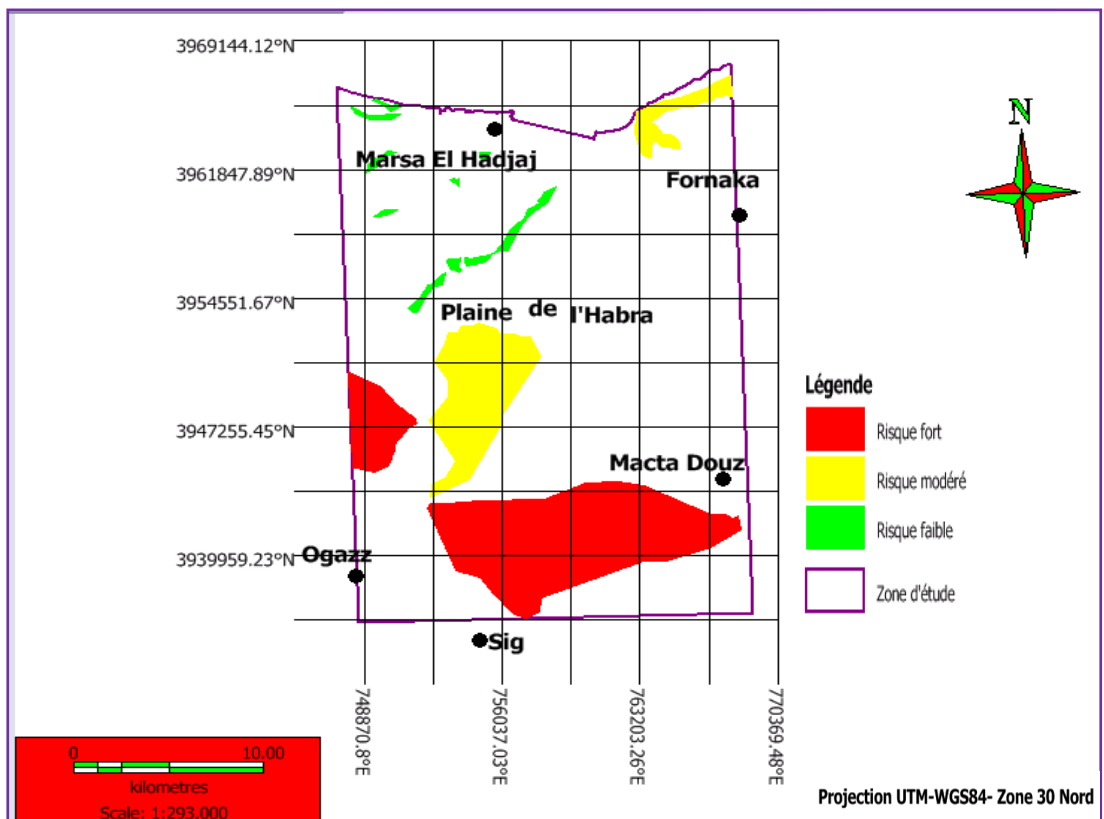 3969144.12°N
N
Marsa El Hadjaj
3961847.89°N
Fornaka
3954551.67°N
Plaine de l'Habra
Légende
Risque fort
3947255.45°N
Macta Douz
Risque modéré
Risque faible
Ogazz
3939959.23°N
Zone d'étude
Sig
748870.8°E
756037.03°E
763203.26°E
770369.48°E
0 10.00
kilometres
Scale: 1:293.000
Projection UTM-WGS84- Zone 30 Nord